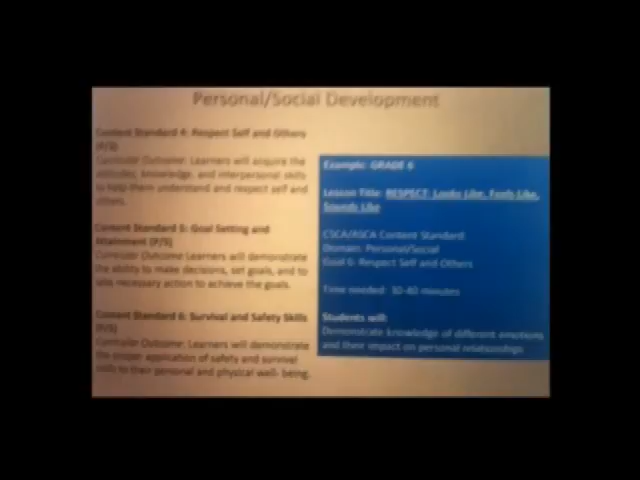 Personal/Social Development
Content Standard 4: Respect Self and Others
(P/S)
Curricular Outcome: Learners will acquire the
attitudes, knowledge, and interpersonal skills
to help them understand and respect self and
others.
Content Standard 5: Goal Setting and
Attainment (P/S)
Curricular Outcome Learners will demonstrate
the ability to make decisions, set goals, and to
take necessary action to achieve the goals.
Content Standard 6: Survival and Safety Skills
(P/S)
Curricular Outcome: Learners will demonstrate
the proper application of safety and survival
skills to their personal and physical well- being.
Example: GRADE 6
Lesson Title: RESPECT: Looks Like, Feels Like,
Sounds Like
CSCA/ASCA Content Standard:
Domain: Personal/Social
Goal 6: Respect Self and Others
Time needed: 30-40 minutes
Students will:
Demonstrate knowledge of different emotions
and their impact on personal relationships